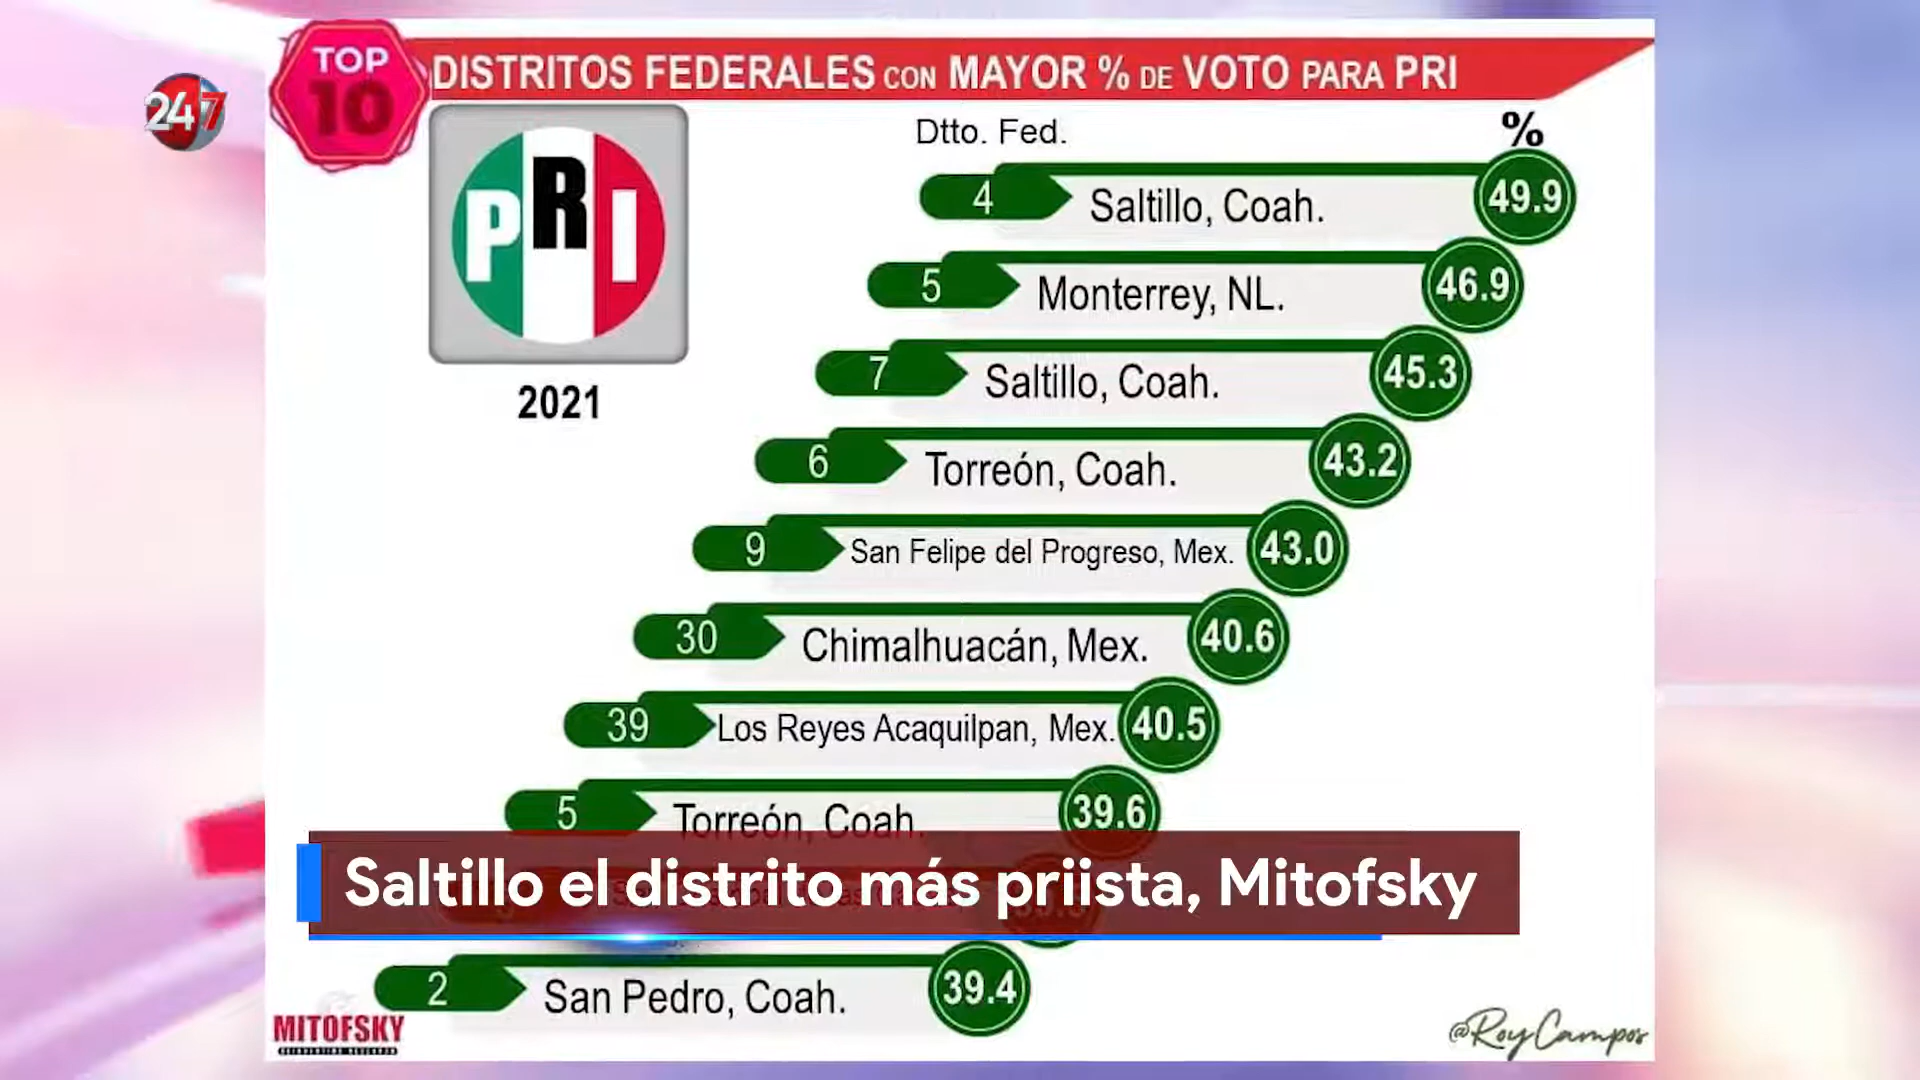 TOP
10
24 7
DISTRITOS FEDERALES CON MAYOR % DE VOTO PARA PRI
PRI
2021
Dtto. Fed.
%
4 Saltillo, Coah. 49.9
5 Monterrey, NL. 46.9
7 Saltillo, Coah. 45.3
6 Torreón, Coah. 43.2
9 San Felipe del Progreso, Mex. 43.0
30 Chimalhuacán, Mex. 40.6
39 Los Reyes Acaquilpan, Mex. 40.5
5 Torreón, Coah. 39.6
Saltillo el distrito más priista, Mitofsky
2 San Pedro, Coah. 39.4
MITOFSKY
@RoyCampos